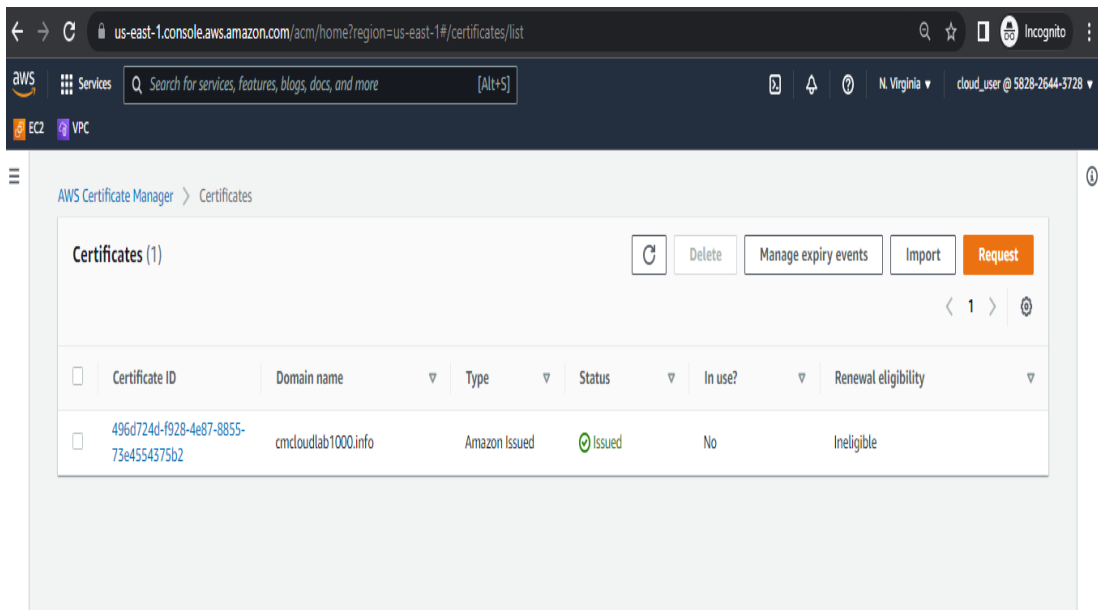 us-east-1.console.aws.amazon.com/acm/home?region=us-east-1#/certificates/list Incognito
aws Services Search for services, features, blogs, docs, and more [Alt+S] N. Virginia cloud_user @ 5828-2644-3728
EC2 VPC
AWS Certificate Manager > Certificates
Certificates (1) Delete Manage expiry events Import Request
1
Certificate ID Domain name Type Status In use? Renewal eligibility
496d724d-f928-4e87-8855-
73e4554375b2 cmcloudlab1000.info Amazon Issued Issued No Ineligible